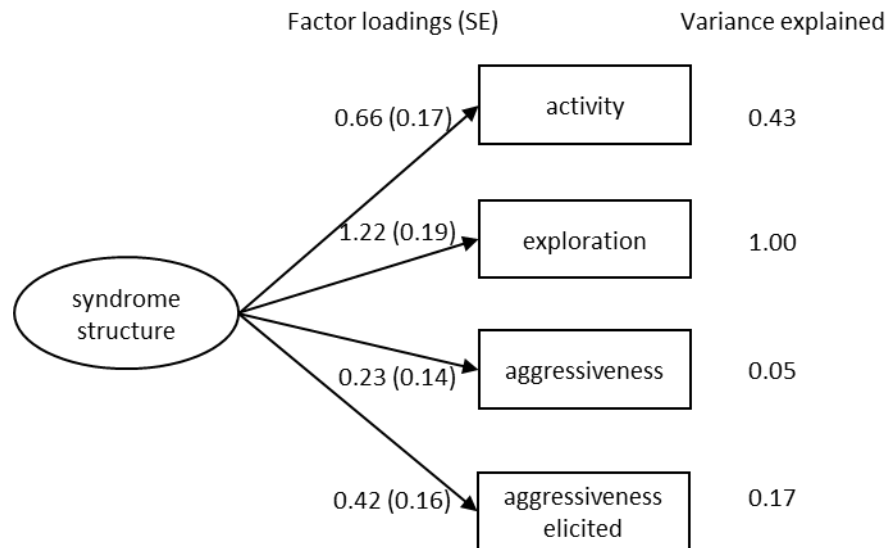 Factor loadings (SE) Variance explained
0.66 (0.17) activity 0.43
1.22 (0.19) exploration 1.00
syndrome
structure
0.23 (0.14) aggressiveness 0.05
0.42 (0.16) aggressiveness
elicited 0.17